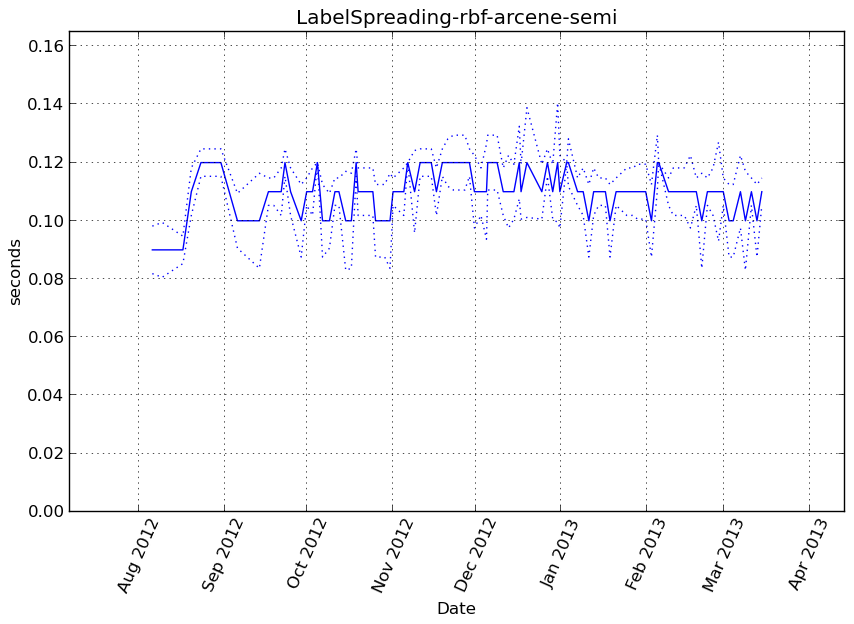 LabelSpreading-rbf-arcene-semi
0.16
0.14
0.12
0.10
0.08
0.06
0.04
0.02
0.00
seconds
Aug 2012
Sep 2012
Oct 2012
Nov 2012
Dec 2012
Jan 2013
Feb 2013
Mar 2013
Apr 2013
Date